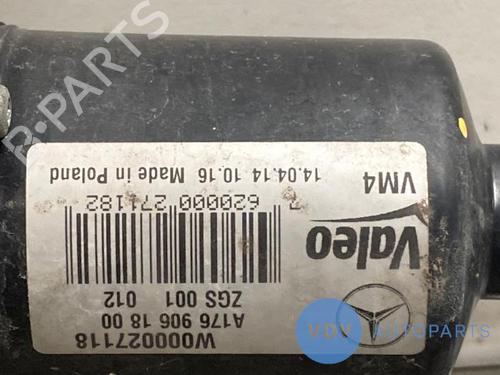 W000027118
A176 906 18 00
ZGS 001 012
620000 271182
14.04.14 10.16 Made in Poland
Valeo
VM4
B-PARTS
VDV AUTOPARTS